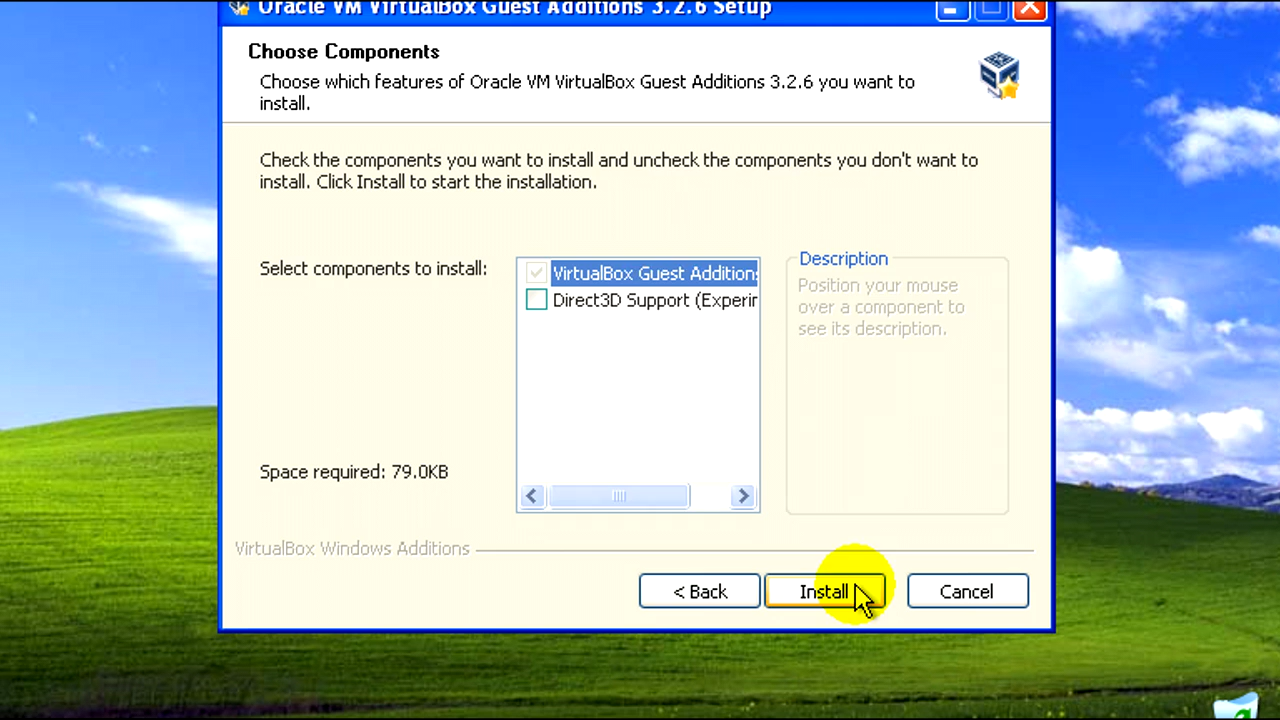 Oracle VM VirtualBox Guest Additions 3.2.6 Setup
Choose Components
Choose which features of Oracle VM VirtualBox Guest Additions 3.2.6 you want to
install.
Check the components you want to install and uncheck the components you don't want to
install. Click Install to start the installation.
Select components to install:
VirtualBox Guest Additions
Direct3D Support (Experin
Description
Position your mouse
over a component to
see its description.
Space required: 79.0KB
VirtualBox Windows Additions
< Back
Install
Cancel